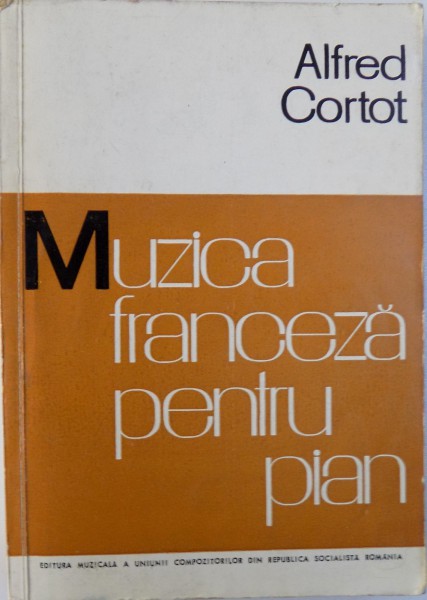 Alfred
Cortot
Muzica
franceză
pentru
pian
EDITURA MUZICALĂ A UNIUNII COMPOZITORILOR DIN REPUBLICA SOCIALISTĂ ROMÂNIA